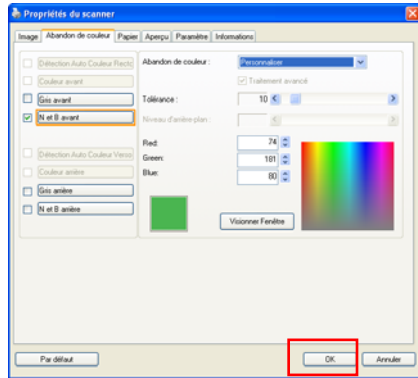 Propriétés du scanner
Image Abandon de couleur Papier Aperçu Paramètre Informations
Détection Auto Couleur Recto
Couleur avant
Gris avant
N et B avant
Détection Auto Couleur Verso
Couleur arrière
Gris arrière
N et B arrière
Abandon de couleur :
Personnaliser
Traitement avancé
Tolérance :
10
Niveau d'arrière-plan :
Red:
74
Green:
181
Blue:
80
Visionner Fenêtre
Par défaut
OK
Annuler